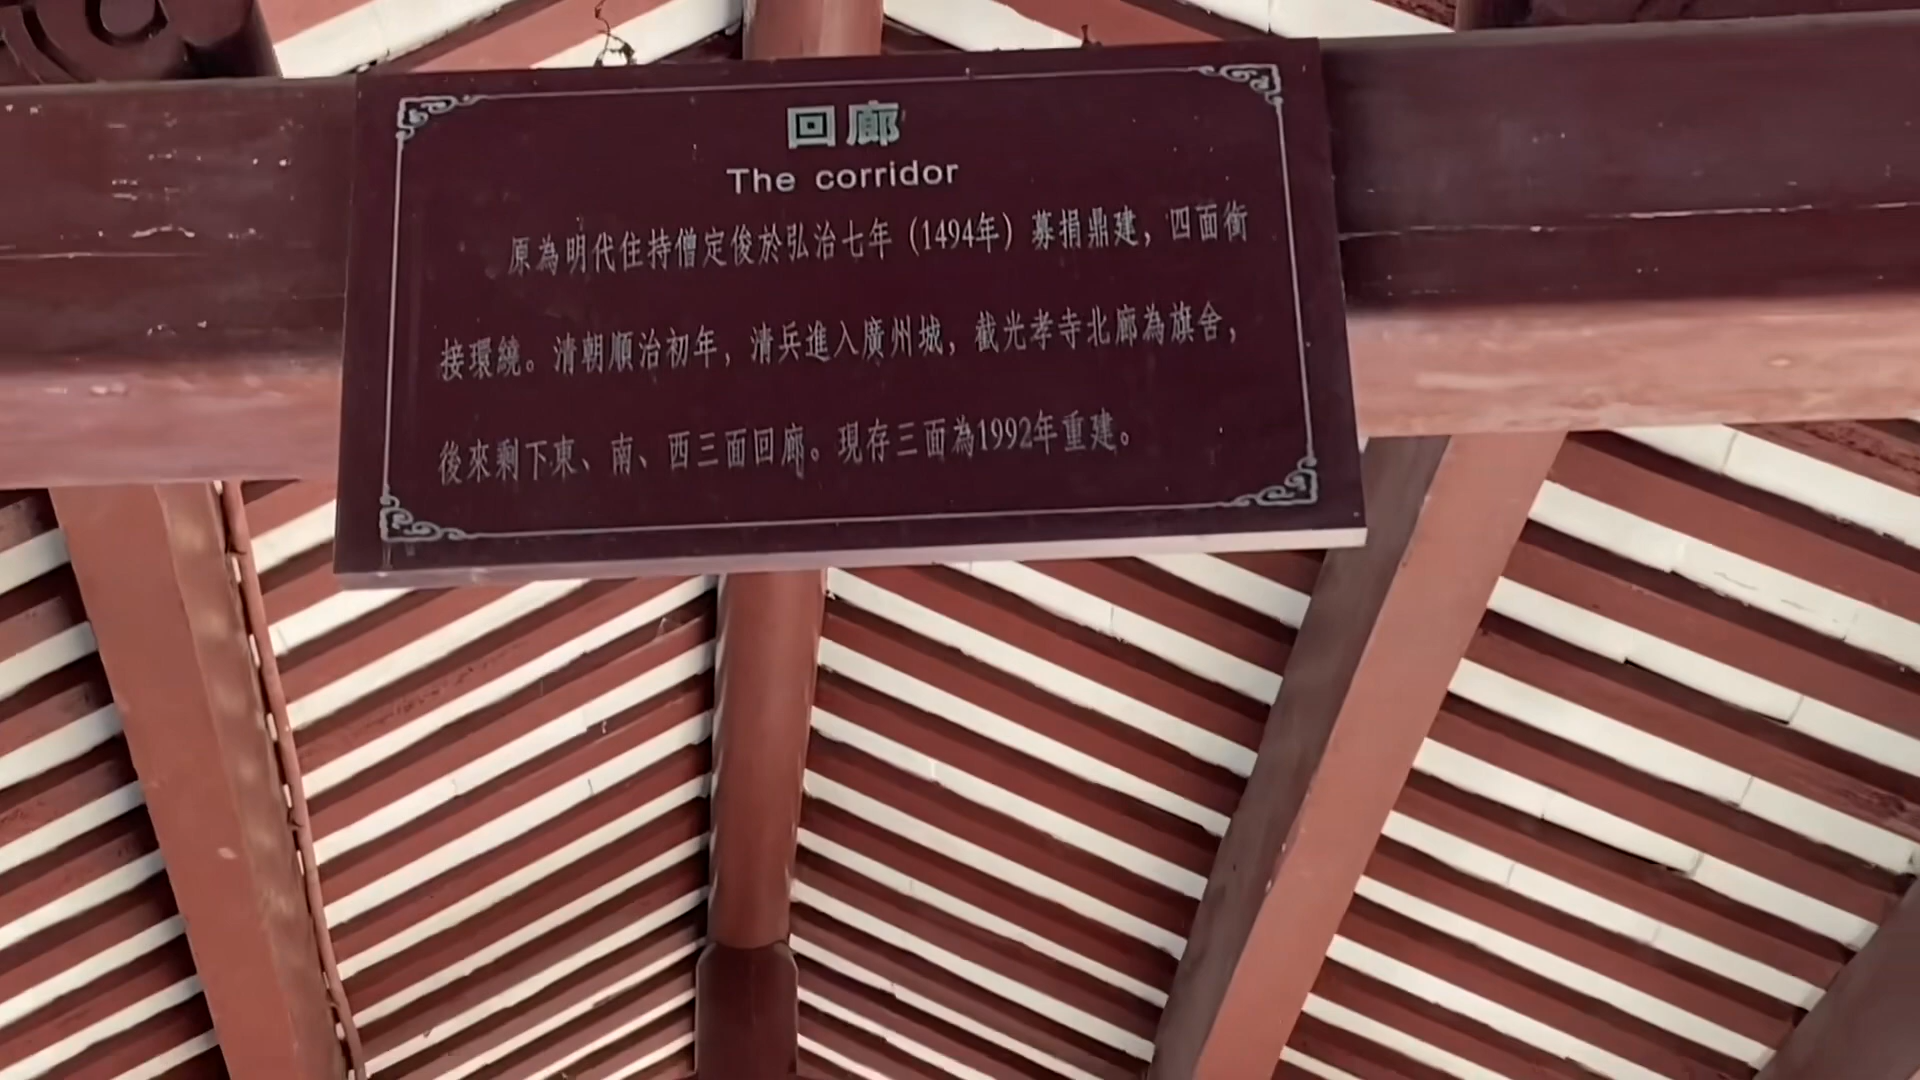 回廊
The corridor
原為明代住持僧定俊於弘治七年（1494年）募捐鼎建，四面銜
接環繞。清朝順治初年，清兵進入廣州城，截光孝寺北廊為旗舍，
後來剩下東、南、西三面回廊。現存三面為1992年重建。